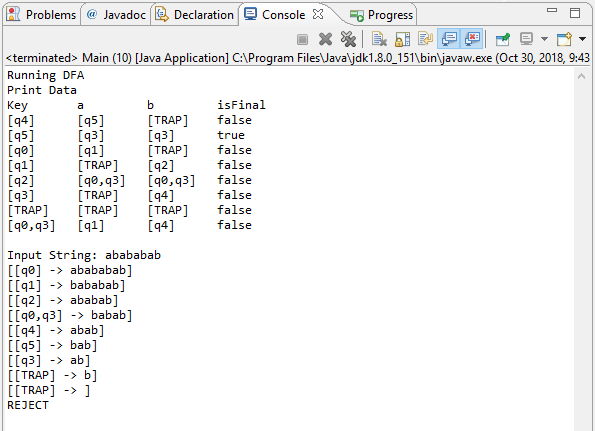 Problems @ Javadoc Declaration Console Progress
<terminated> Main (10) [Java Application] C:\Program Files\Java\jdk1.8.0_151\bin\javaw.exe (Oct 30, 2018, 9:43
Running DFA
Print Data
Key a b isFinal
[q4] [q5] [TRAP] false
[q5] [q3] [q3] true
[q0] [q1] [TRAP] false
[q1] [TRAP] [q2] false
[q2] [q0,q3] [q0,q3] false
[q3] [TRAP] [q4] false
[TRAP] [TRAP] [TRAP] false
[q0,q3] [q1] [q4] false
Input String: abababab
[[q0] -> abababab]
[[q1] -> bababab]
[[q2] -> ababab]
[[q0,q3] -> babab]
[[q4] -> abab]
[[q5] -> bab]
[[q3] -> ab]
[[TRAP] -> b]
[[TRAP] -> ]
REJECT